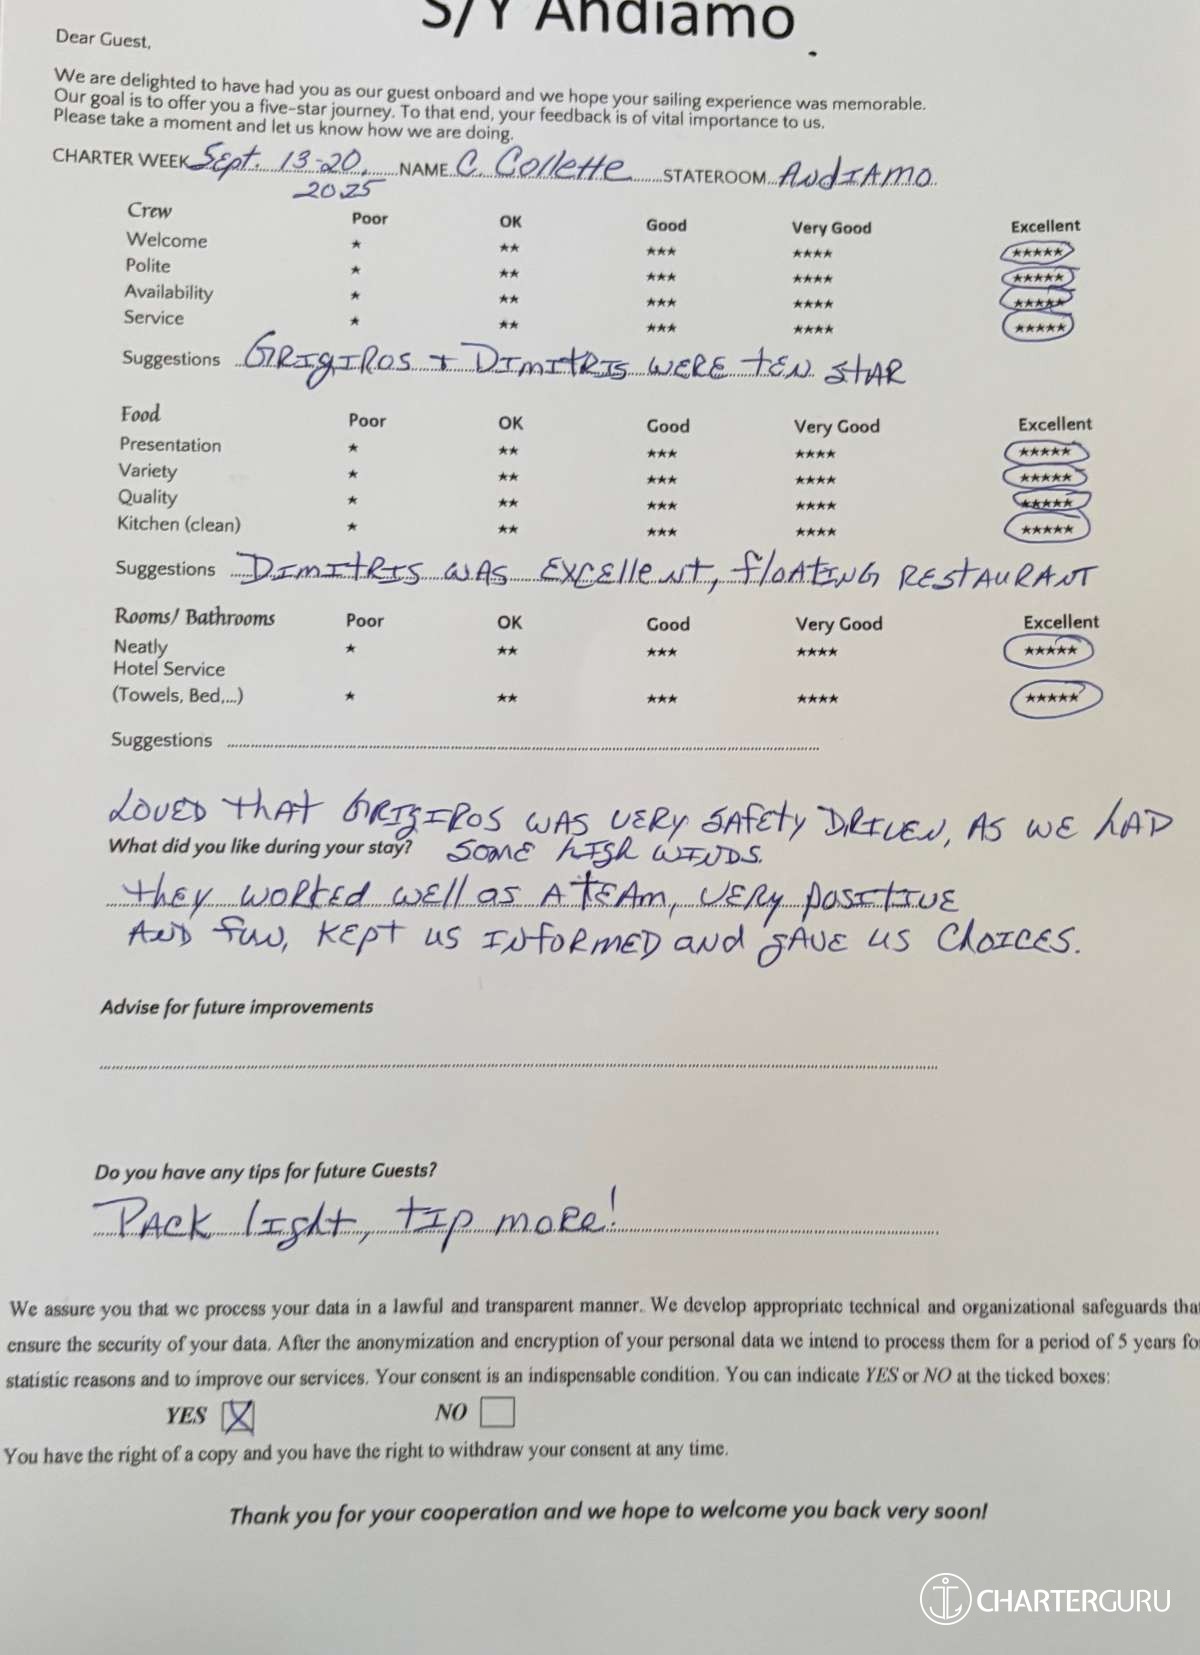 S/Y Andiamo
Dear Guest,
We are delighted to have had you as our guest onboard and we hope your sailing experience was memorable.
Our goal is to offer you a five-star journey. To that end, your feedback is of vital importance to us.
Please take a moment and let us know how we are doing.
CHARTER WEEK Sept. 13-20, 2025 NAME C. Collette STATEROOM ANDIAMO
Crew Poor OK Good Very Good Excellent
Welcome ★ ★★ ★★★ ★★★★ ★★★★★
Polite ★ ★★ ★★★ ★★★★ ★★★★★
Availability ★ ★★ ★★★ ★★★★ ★★★★★
Service ★ ★★ ★★★ ★★★★ ★★★★★
Suggestions GRIGIROS + DIMITRIS WERE TEN STAR
Food Poor OK Good Very Good Excellent
Presentation ★ ★★ ★★★ ★★★★ ★★★★★
Variety ★ ★★ ★★★ ★★★★ ★★★★★
Quality ★ ★★ ★★★ ★★★★ ★★★★★
Kitchen (clean) ★ ★★ ★★★ ★★★★ ★★★★★
Suggestions DIMITRIS WAS EXCEllENT, floATING RESTAURANT
Rooms/ Bathrooms Poor OK Good Very Good Excellent
Neatly ★ ★★ ★★★ ★★★★ ★★★★★
Hotel Service
(Towels, Bed,...) ★ ★★ ★★★ ★★★★ ★★★★★
Suggestions
LOVED thAT GRIGIROS WAS VERY SAfEty DRIVEN, AS WE hAD
What did you like during your stay? SOME hIgh WINDS.
they WORKED WEll as A TEAM, VERy POSITIVE
AND fUN, KEPT US INfORMED and gAVE US ChOICES.
Advise for future improvements
Do you have any tips for future Guests?
PACK lIght, tIP mORE!
We assure you that we process your data in a lawful and transparent manner. We develop appropriate technical and organizational safeguards that
ensure the security of your data. After the anonymization and encryption of your personal data we intend to process them for a period of 5 years fo
statistic reasons and to improve our services. Your consent is an indispensable condition. You can indicate YES or NO at the ticked boxes:
YES X NO
You have the right of a copy and you have the right to withdraw your consent at any time.
Thank you for your cooperation and we hope to welcome you back very soon!
CHARTERGURU